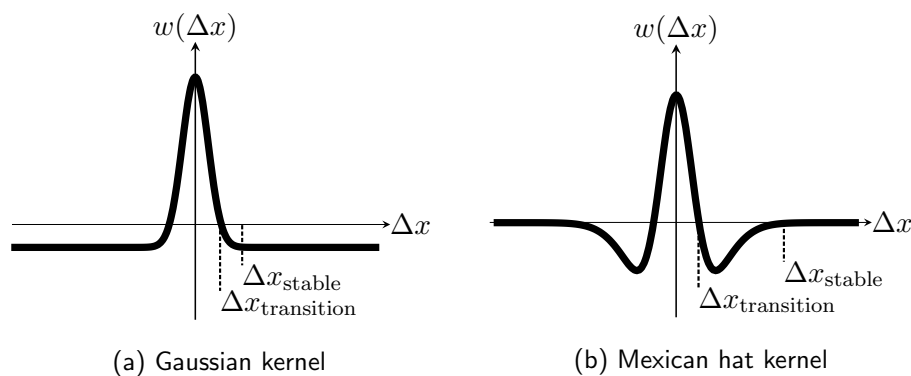 w(Δx)
Δx
Δx_stable
Δx_transition
(a) Gaussian kernel
w(Δx)
Δx
Δx_stable
Δx_transition
(b) Mexican hat kernel